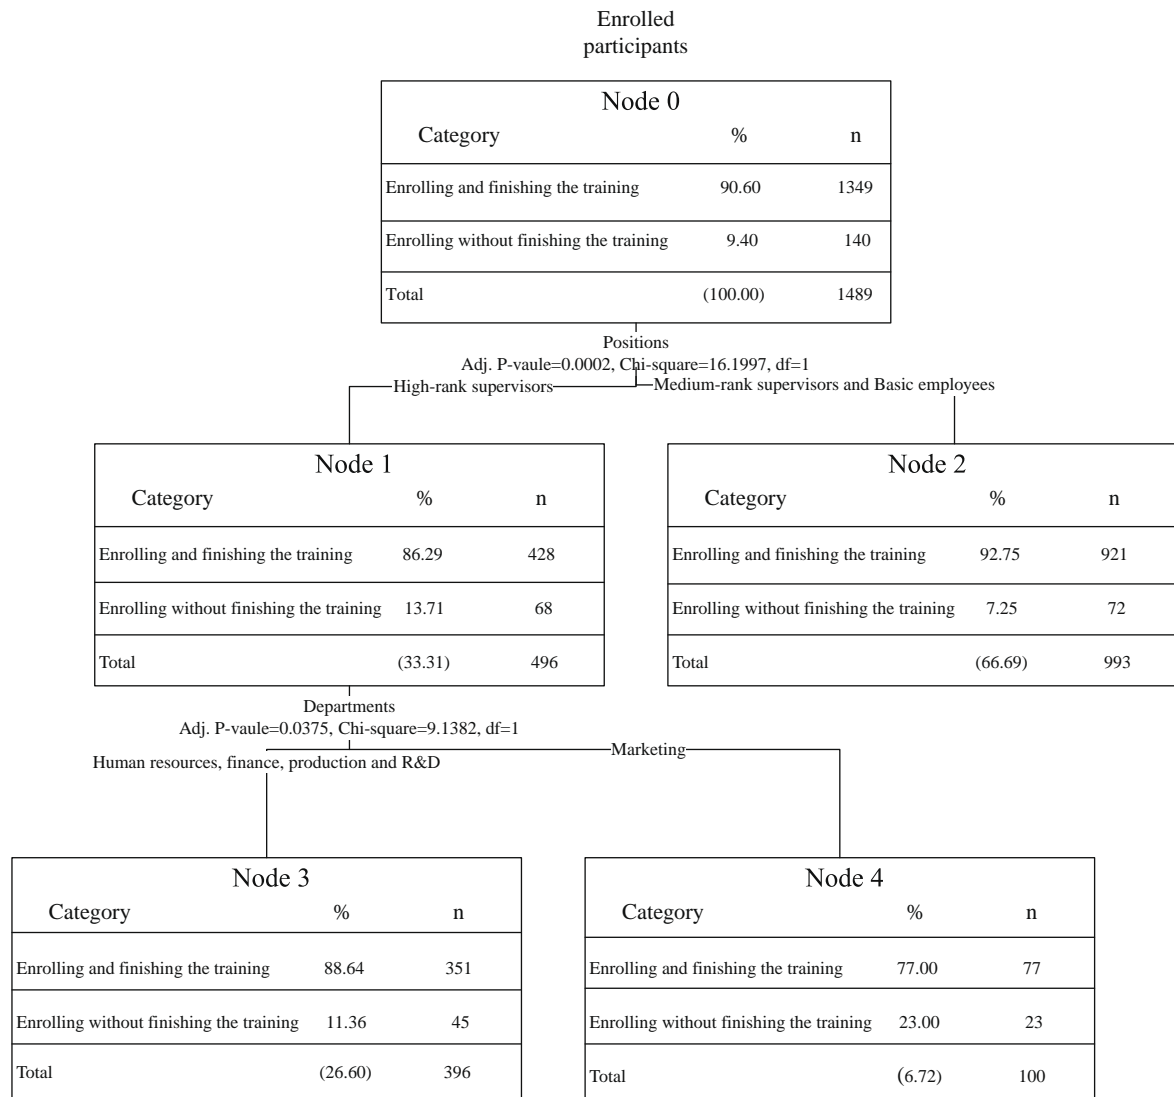 Enrolled
participants
Node 0
Category % n
Enrolling and finishing the training 90.60 1349
Enrolling without finishing the training 9.40 140
Total (100.00) 1489
Positions
Adj. P-vaule=0.0002, Chi-square=16.1997, df=1
High-rank supervisors
Medium-rank supervisors and Basic employees
Node 1
Category % n
Enrolling and finishing the training 86.29 428
Enrolling without finishing the training 13.71 68
Total (33.31) 496
Node 2
Category % n
Enrolling and finishing the training 92.75 921
Enrolling without finishing the training 7.25 72
Total (66.69) 993
Departments
Adj. P-vaule=0.0375, Chi-square=9.1382, df=1
Human resources, finance, production and R&D
Marketing
Node 3
Category % n
Enrolling and finishing the training 88.64 351
Enrolling without finishing the training 11.36 45
Total (26.60) 396
Node 4
Category % n
Enrolling and finishing the training 77.00 77
Enrolling without finishing the training 23.00 23
Total (6.72) 100